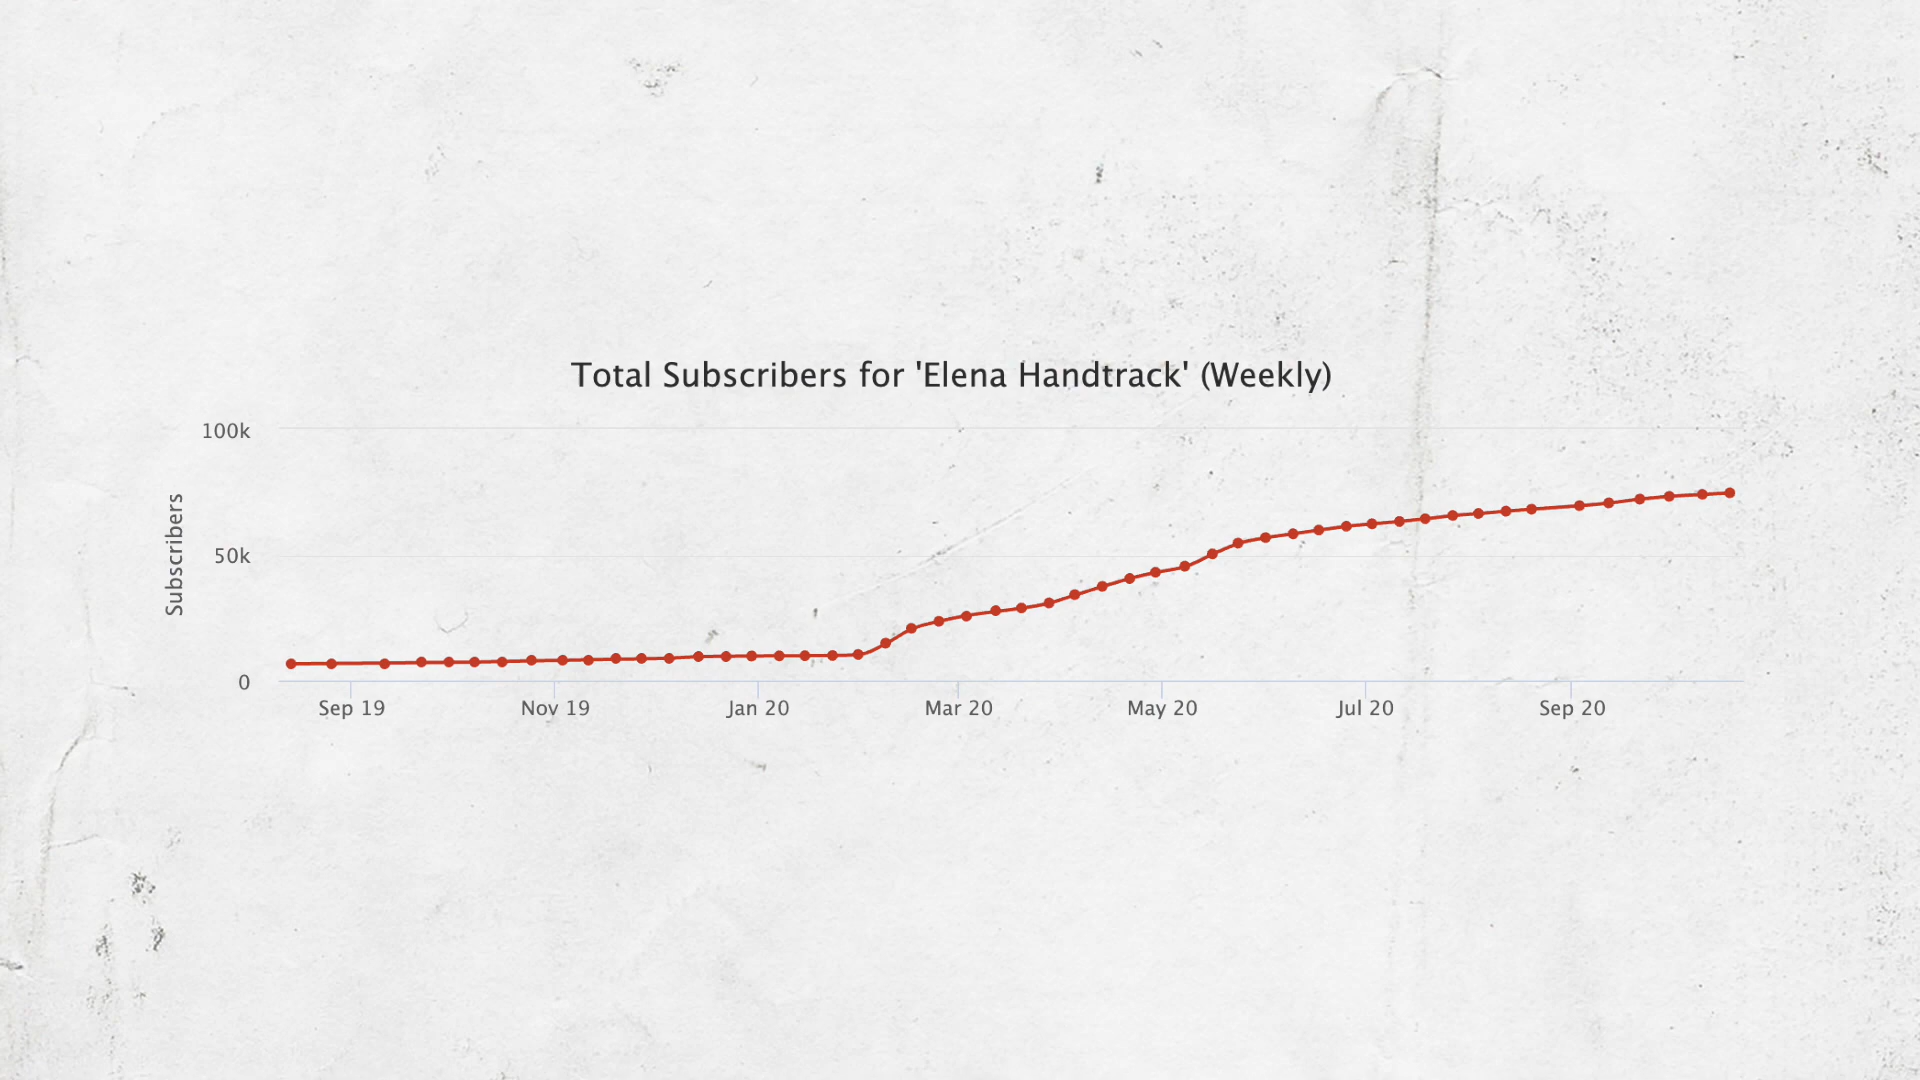 Total Subscribers for 'Elena Handtrack' (Weekly)
100k
50k
0
Subscribers
Sep 19
Nov 19
Jan 20
Mar 20
May 20
Jul 20
Sep 20